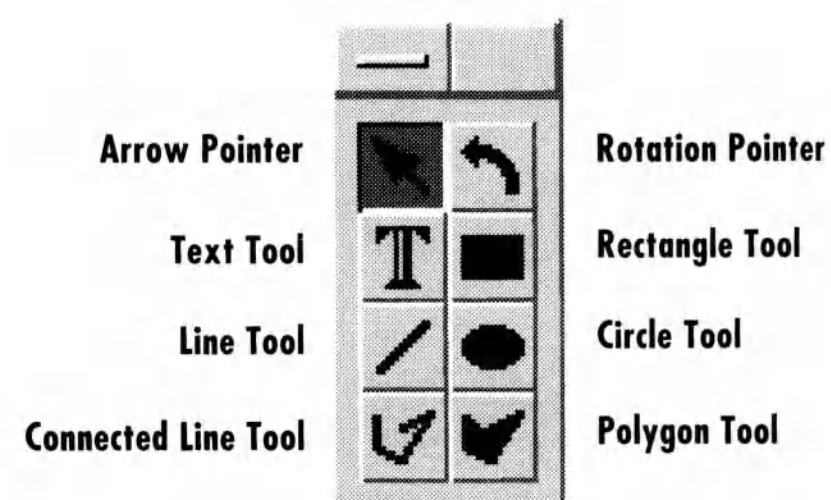 Arrow Pointer
Rotation Pointer
Text Tool
Rectangle Tool
Line Tool
Circle Tool
Connected Line Tool
Polygon Tool